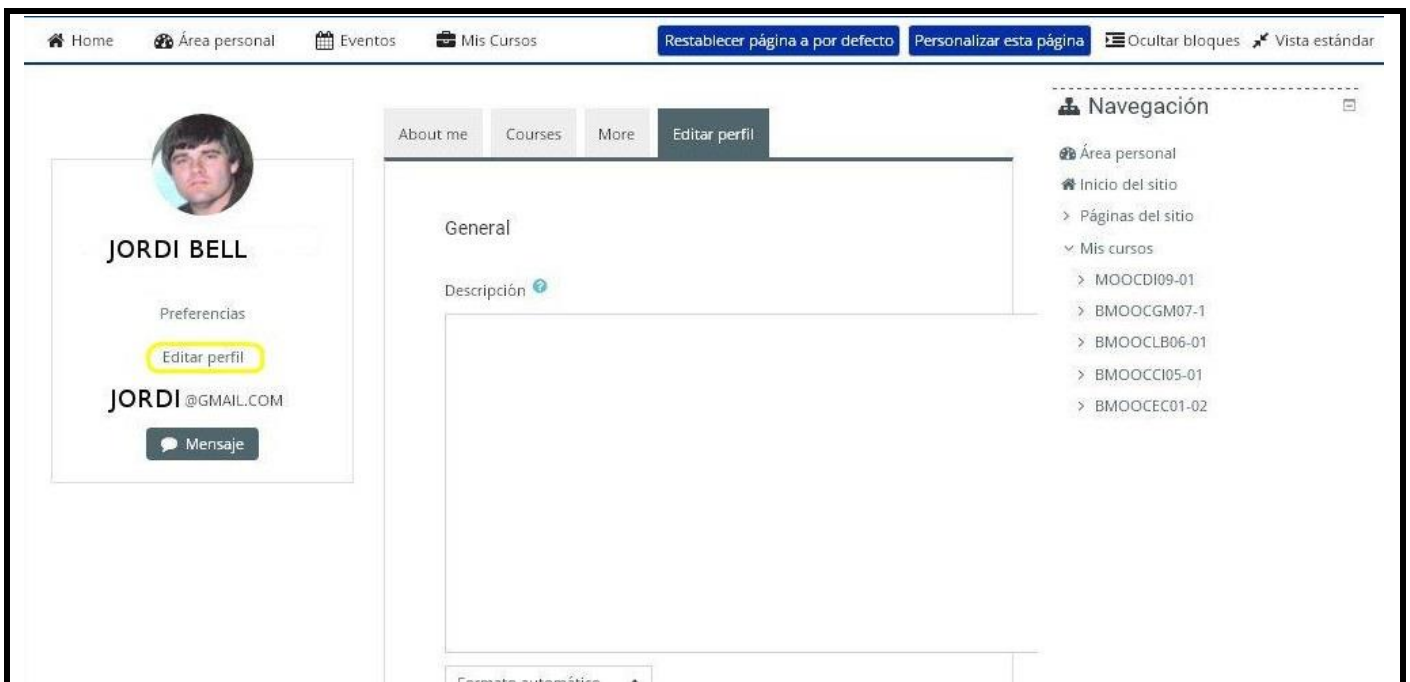 Home Área personal Eventos Mis Cursos Restablecer página a por defecto Personalizar esta página Ocultar bloques Vista estándar
JORDI BELL
Preferencias
Editar perfil
JORDI @GMAIL.COM
Mensaje
About me Courses More Editar perfil
General
Descripción
Formato automático
Navegación
Área personal
Inicio del sitio
Páginas del sitio
Mis cursos
MOOCDI09-01
BMOOCGM07-1
BMOOCLB06-01
BMOOCCI05-01
BMOOCEC01-02